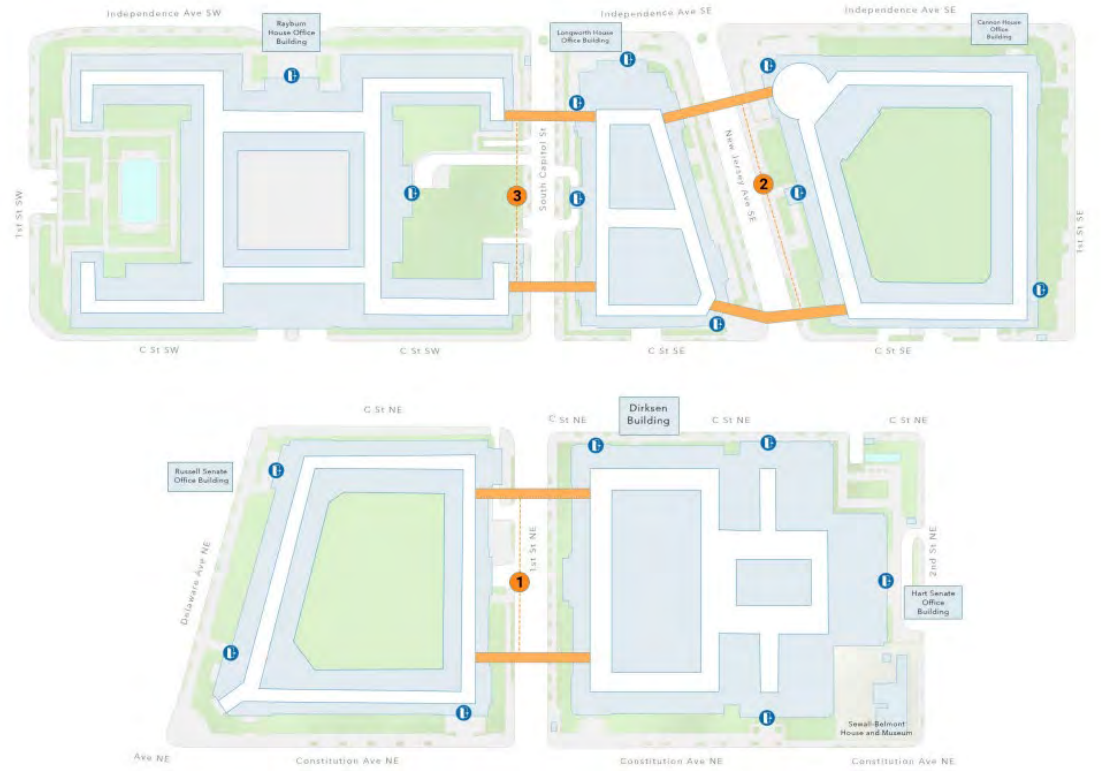 Independence Ave SW
Independence Ave SE
Independence Ave SE
Rayburn
House Office
Building
Longworth House
Office Building
Cannon House
Office
Building
1st St SW
South Capitol St
3
New Jersey Ave SE
2
1st St SE
C St SW
C St SW
C St SE
C St SE
C St NE
C St NE
Dirksen
Building
C St NE
C St NE
Russell Senate
Office Building
Delaware Ave NE
1st St NE
1
2nd St NE
Hart Senate
Office
Building
Sewall-Belmont
House and Museum
Ave NE
Constitution Ave NE
Constitution Ave NE
Constitution Ave NE